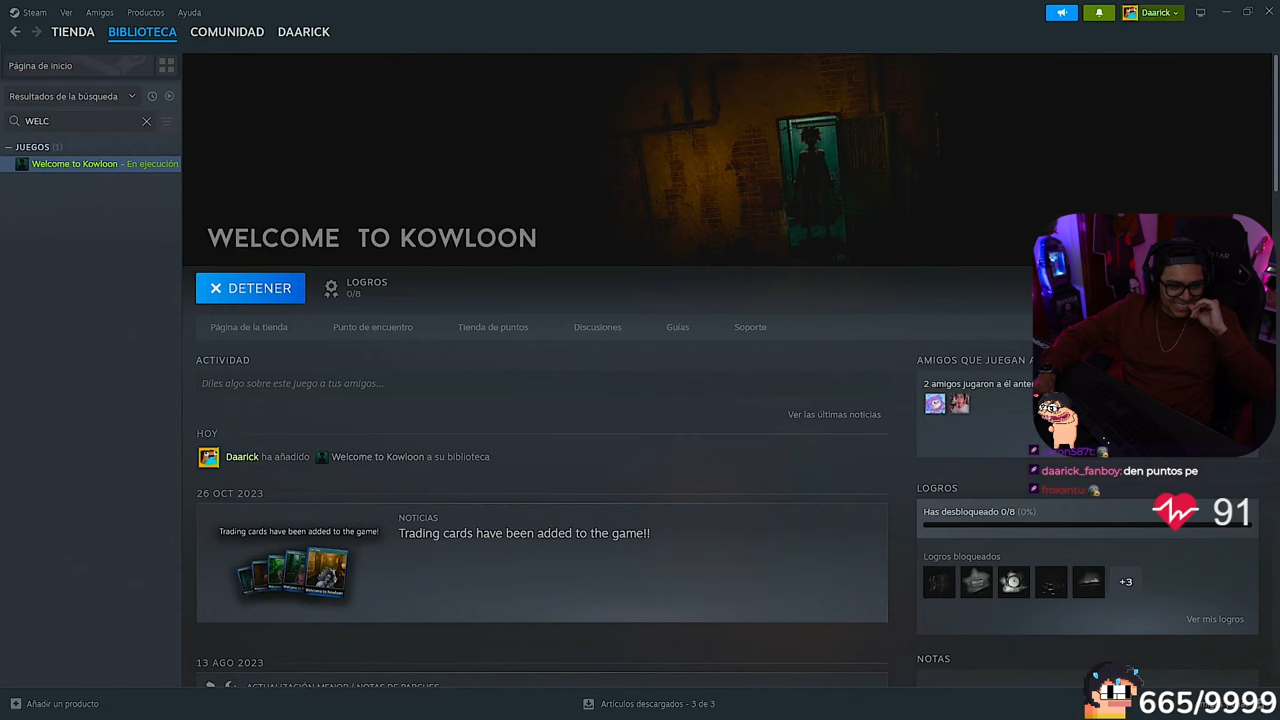 Steam Ver Amigos Productos Ayuda
Daarick
TIENDA BIBLIOTECA COMUNIDAD DAARICK
Página de inicio
Resultados de la búsqueda
WELC
JUEGOS (1)
Welcome to Kowloon – En ejecución
WELCOME TO KOWLOON
DETENER
LOGROS
0/8
Página de la tienda Punto de encuentro Tienda de puntos Discusiones Guías Soporte
ACTIVIDAD
Diles algo sobre este juego a tus amigos...
Ver las últimas noticias
HOY
Daarick ha añadido Welcome to Kowloon a su biblioteca
26 OCT 2023
Trading cards have been added to the game!
NOTICIAS
Trading cards have been added to the game!!
13 AGO 2023
ACTUALIZACIÓN MENOR / NOTAS DE PARCHES
AMIGOS QUE JUEGAN A
2 amigos jugaron a él
daarick_fanboy: den puntos pe
froxantu:
LOGROS
91
Has desbloqueado 0/8 (0%)
Logros bloqueados
+3
Ver mis logros
NOTAS
665/9999
Añadir un producto
Artículos descargados - 3 de 3